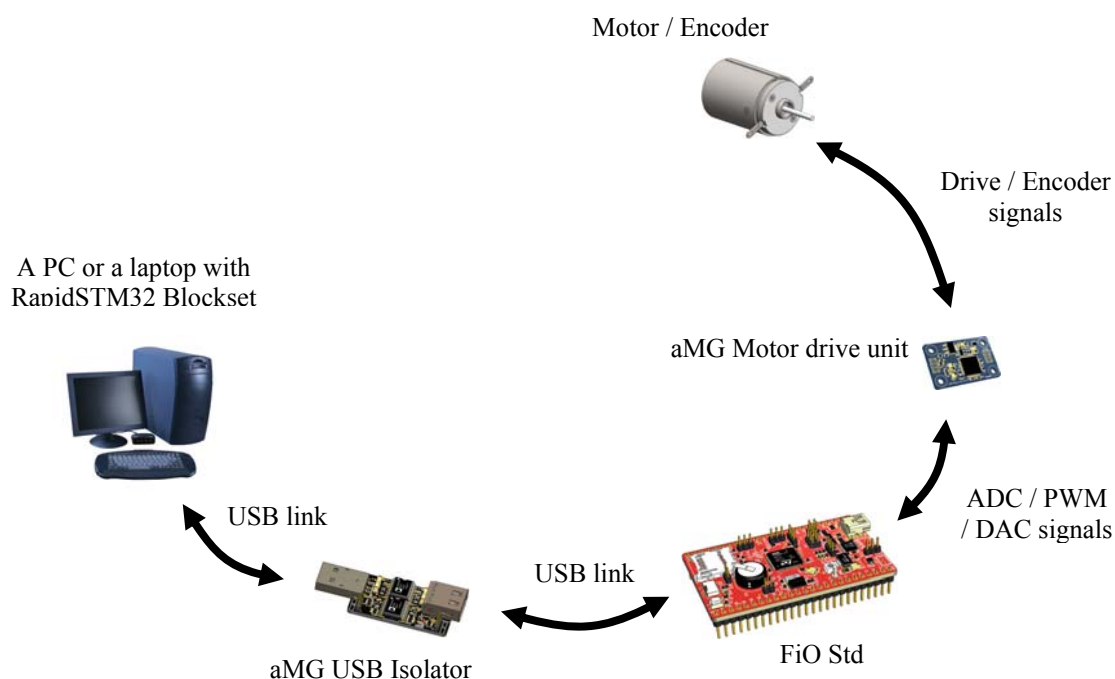 Motor / Encoder
Drive / Encoder
signals
A PC or a laptop with
RapidSTM32 Blockset
aMG Motor drive unit
USB link
ADC / PWM
/ DAC signals
USB link
aMG USB Isolator
FiO Std